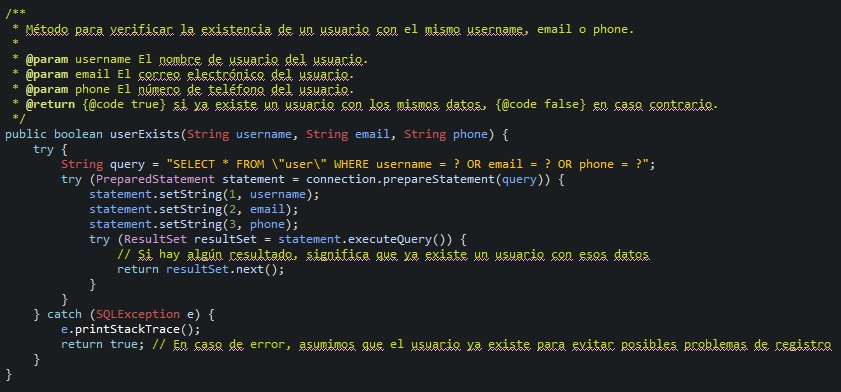 /**
 * Método para verificar la existencia de un usuario con el mismo username, email o phone.
 *
 * @param username El nombre de usuario del usuario.
 * @param email El correo electrónico del usuario.
 * @param phone El número de teléfono del usuario.
 * @return {@code true} si ya existe un usuario con los mismos datos, {@code false} en caso contrario.
 */
public boolean userExists(String username, String email, String phone) {
    try {
        String query = "SELECT * FROM \"user\" WHERE username = ? OR email = ? OR phone = ?";
        try (PreparedStatement statement = connection.prepareStatement(query)) {
            statement.setString(1, username);
            statement.setString(2, email);
            statement.setString(3, phone);
            try (ResultSet resultSet = statement.executeQuery()) {
                // Si hay algún resultado, significa que ya existe un usuario con esos datos
                return resultSet.next();
            }
        }
    } catch (SQLException e) {
        e.printStackTrace();
        return true; // En caso de error, asumimos que el usuario ya existe para evitar posibles problemas de registro
    }
}